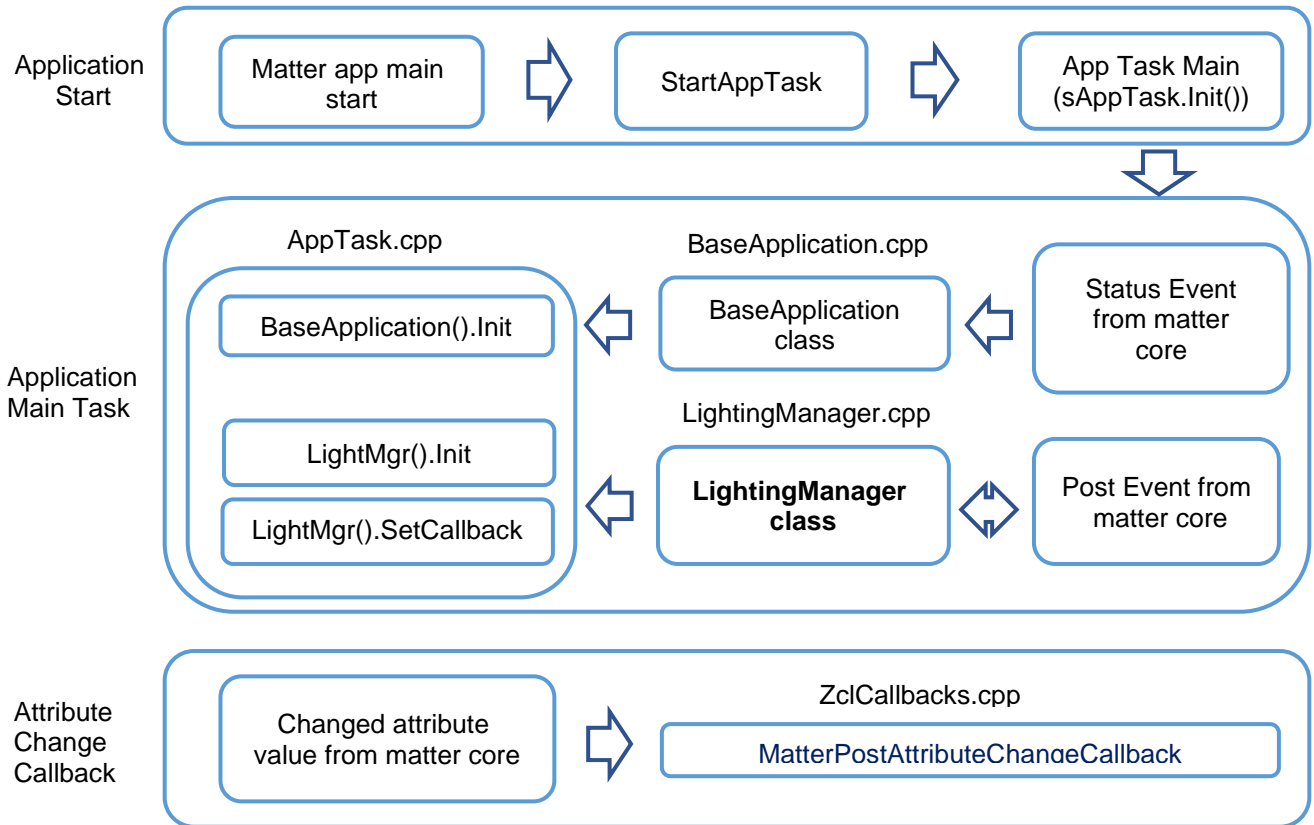 Application
Start
Matter app main
start
StartAppTask
App Task Main
(sAppTask.Init())
Application
Main Task
AppTask.cpp
BaseApplication().Init
LightMgr().Init
LightMgr().SetCallback
BaseApplication.cpp
BaseApplication
class
LightingManager.cpp
LightingManager
class
Status Event
from matter
core
Post Event from
matter core
Attribute
Change
Callback
Changed attribute
value from matter core
ZclCallbacks.cpp
MatterPostAttributeChangeCallback